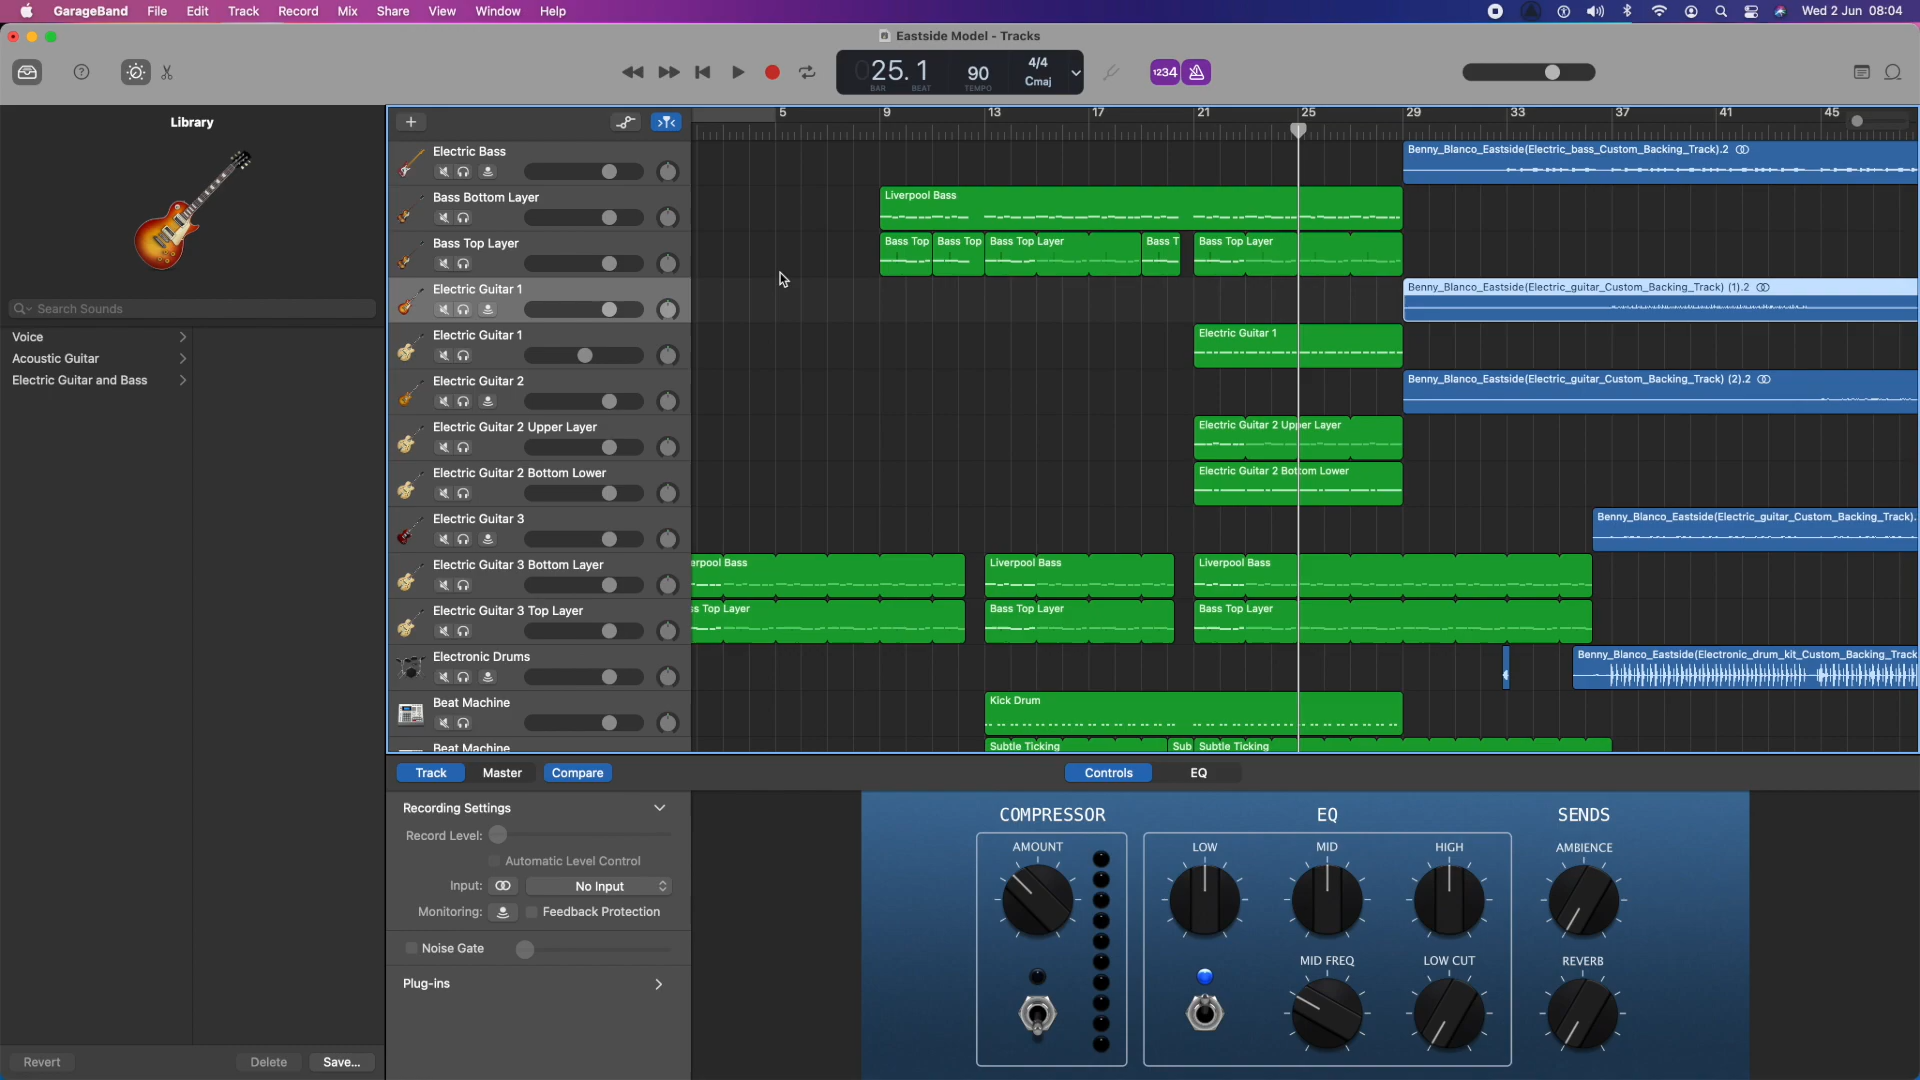 GarageBand File Edit Track Record Mix Share View Window Help
Wed 2 Jun 08:04
Eastside Model - Tracks
025. 1
BAR BEAT
90
TEMPO
4/4
Cmaj
1234
Library
Search Sounds
Voice
Acoustic Guitar
Electric Guitar and Bass
Revert
Delete
Save...
5 9 13 17 21 25 29 33 37 41 45
Electric Bass
Benny_Blanco_Eastside(Electric_bass_Custom_Backing_Track).2
Bass Bottom Layer
Liverpool Bass
Bass Top Layer
Bass Top Bass Top Bass Top Layer Bass T Bass Top Layer
Electric Guitar 1
Benny_Blanco_Eastside(Electric_guitar_Custom_Backing_Track) (1).2
Electric Guitar 1
Electric Guitar 1
Electric Guitar 2
Benny_Blanco_Eastside(Electric_guitar_Custom_Backing_Track) (2).2
Electric Guitar 2 Upper Layer
Electric Guitar 2 Upper Layer
Electric Guitar 2 Bottom Lower
Electric Guitar 2 Bottom Lower
Electric Guitar 3
Benny_Blanco_Eastside(Electric_guitar_Custom_Backing_Track).
Electric Guitar 3 Bottom Layer
erpool Bass Liverpool Bass Liverpool Bass
Electric Guitar 3 Top Layer
ss Top Layer Bass Top Layer Bass Top Layer
Electronic Drums
Benny_Blanco_Eastside(Electronic_drum_kit_Custom_Backing_Track
Beat Machine
Kick Drum
Beat Machine
Subtle Ticking Sub Subtle Ticking
Track Master Compare
Controls EQ
Recording Settings
Record Level:
Automatic Level Control
Input: No Input
Monitoring: Feedback Protection
Noise Gate
Plug-ins
COMPRESSOR
AMOUNT
EQ
LOW MID HIGH
MID FREQ LOW CUT
SENDS
AMBIENCE
REVERB